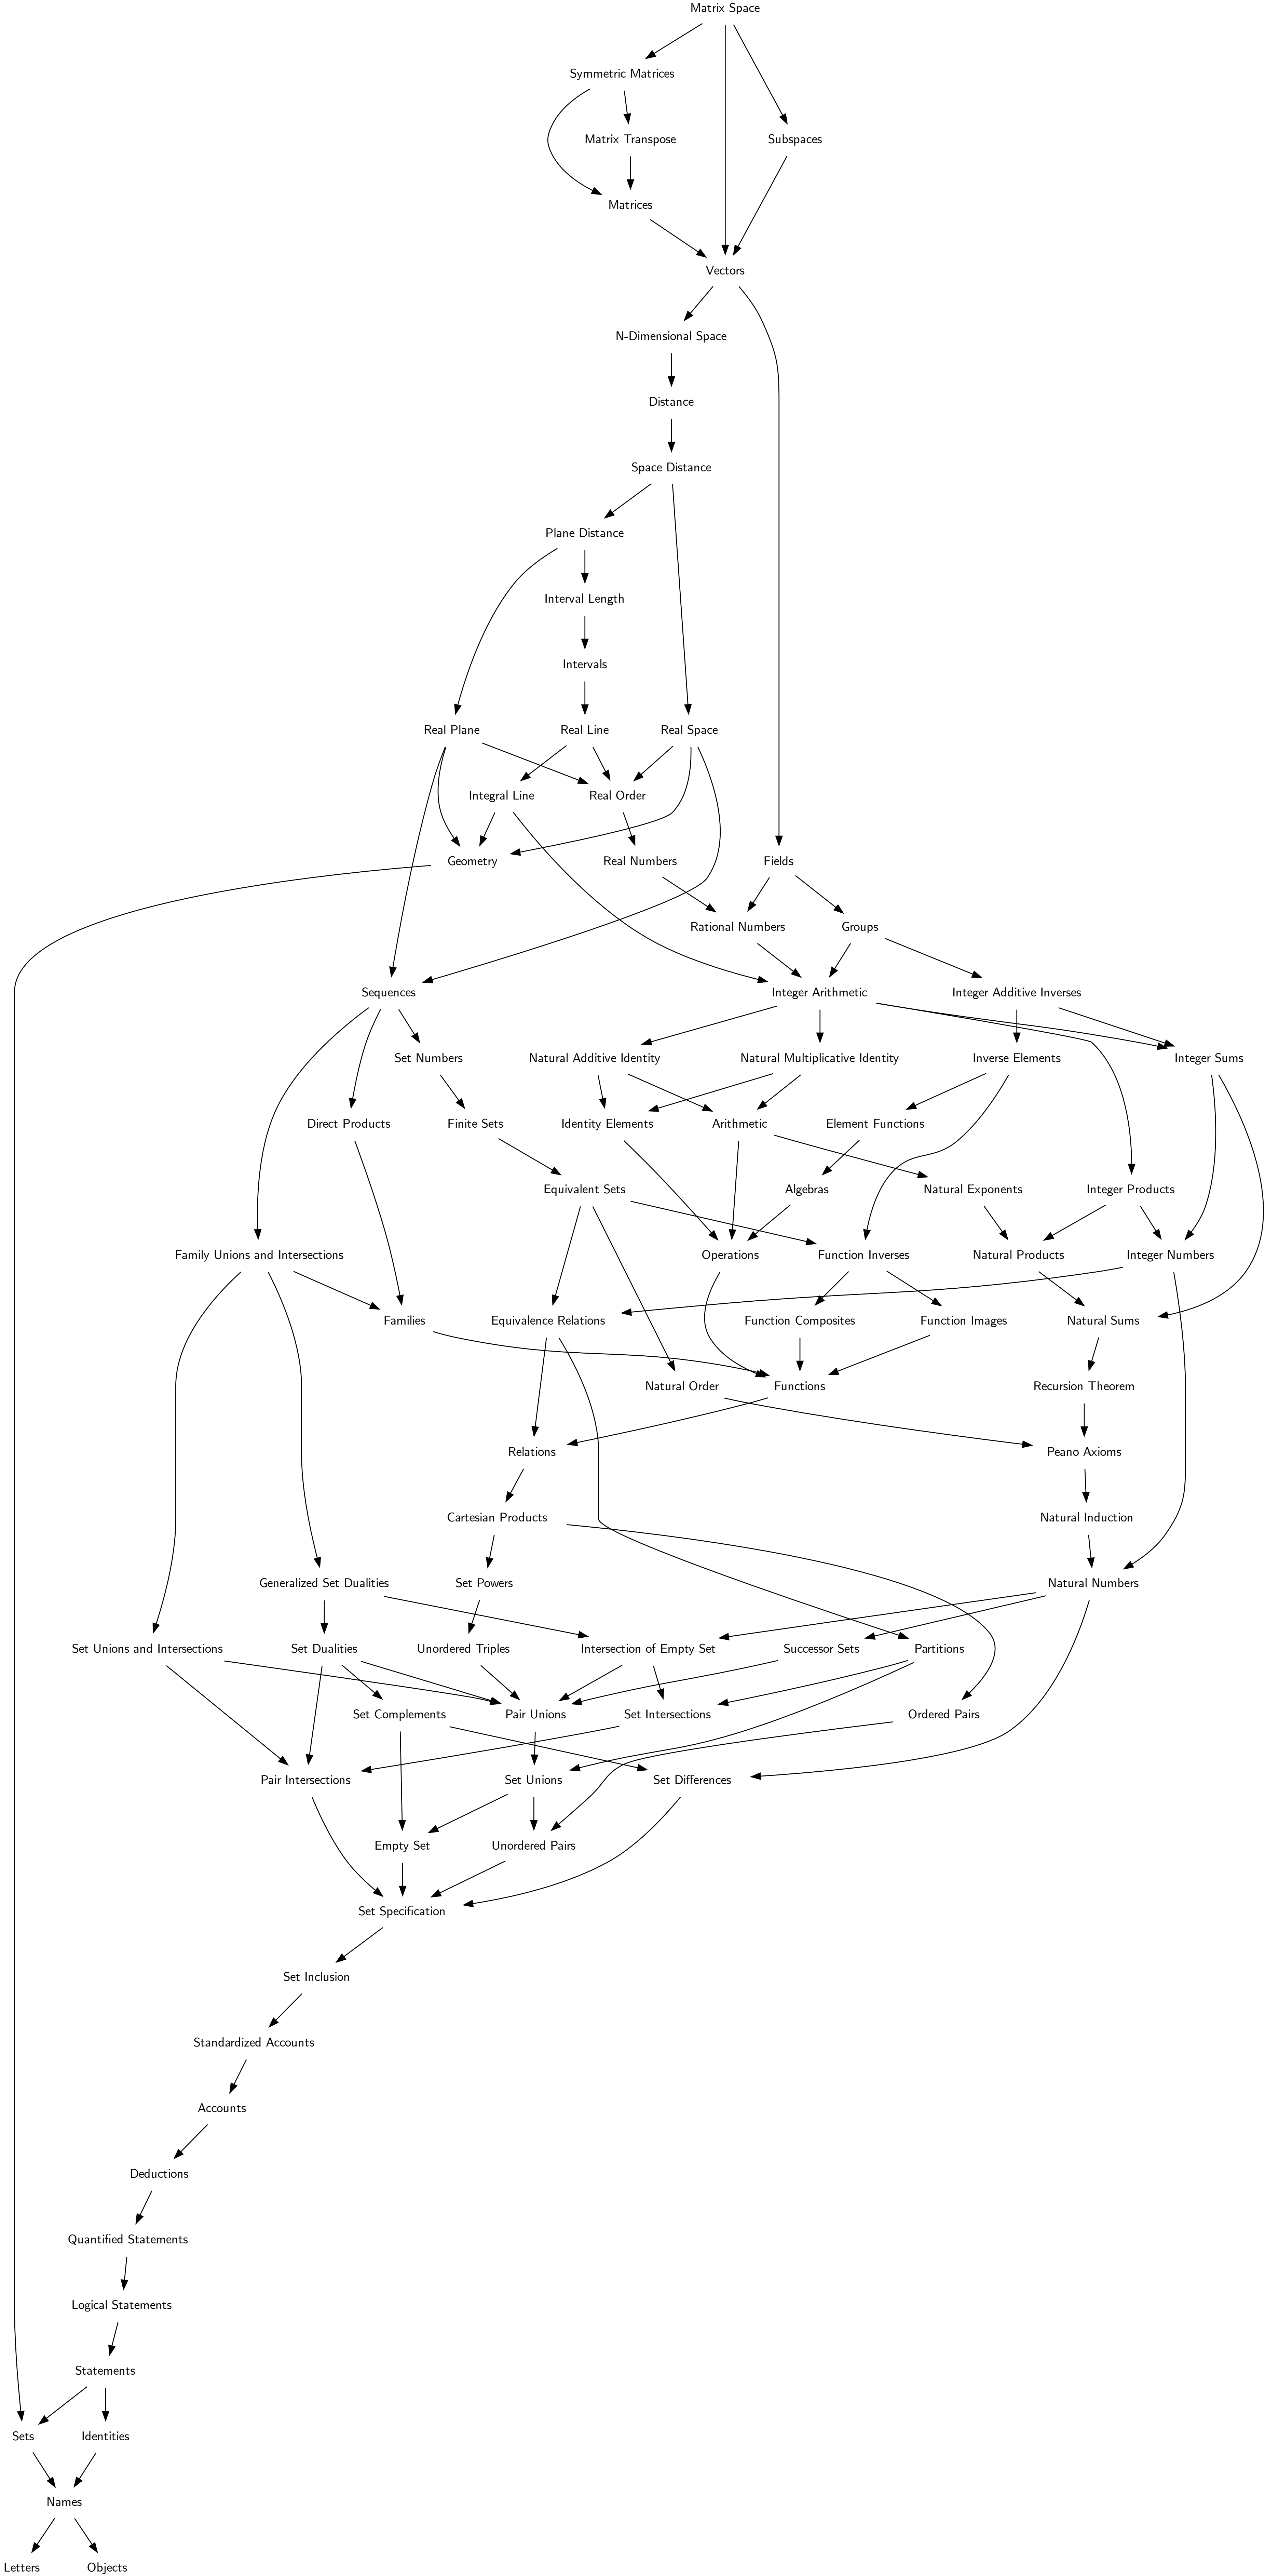 Matrix Space
Symmetric Matrices
Matrix Transpose
Subspaces
Matrices
Vectors
N-Dimensional Space
Distance
Space Distance
Plane Distance
Interval Length
Intervals
Real Plane
Real Line
Real Space
Integral Line
Real Order
Geometry
Real Numbers
Fields
Rational Numbers
Groups
Sequences
Integer Arithmetic
Integer Additive Inverses
Set Numbers
Natural Additive Identity
Natural Multiplicative Identity
Inverse Elements
Integer Sums
Direct Products
Finite Sets
Identity Elements
Arithmetic
Element Functions
Equivalent Sets
Algebras
Natural Exponents
Integer Products
Family Unions and Intersections
Operations
Function Inverses
Natural Products
Integer Numbers
Families
Equivalence Relations
Function Composites
Function Images
Natural Sums
Natural Order
Functions
Recursion Theorem
Relations
Peano Axioms
Cartesian Products
Natural Induction
Generalized Set Dualities
Set Powers
Natural Numbers
Set Unions and Intersections
Set Dualities
Unordered Triples
Intersection of Empty Set
Successor Sets
Partitions
Set Complements
Pair Unions
Set Intersections
Ordered Pairs
Pair Intersections
Set Unions
Set Differences
Empty Set
Unordered Pairs
Set Specification
Set Inclusion
Standardized Accounts
Accounts
Deductions
Quantified Statements
Logical Statements
Statements
Sets
Identities
Names
Letters
Objects